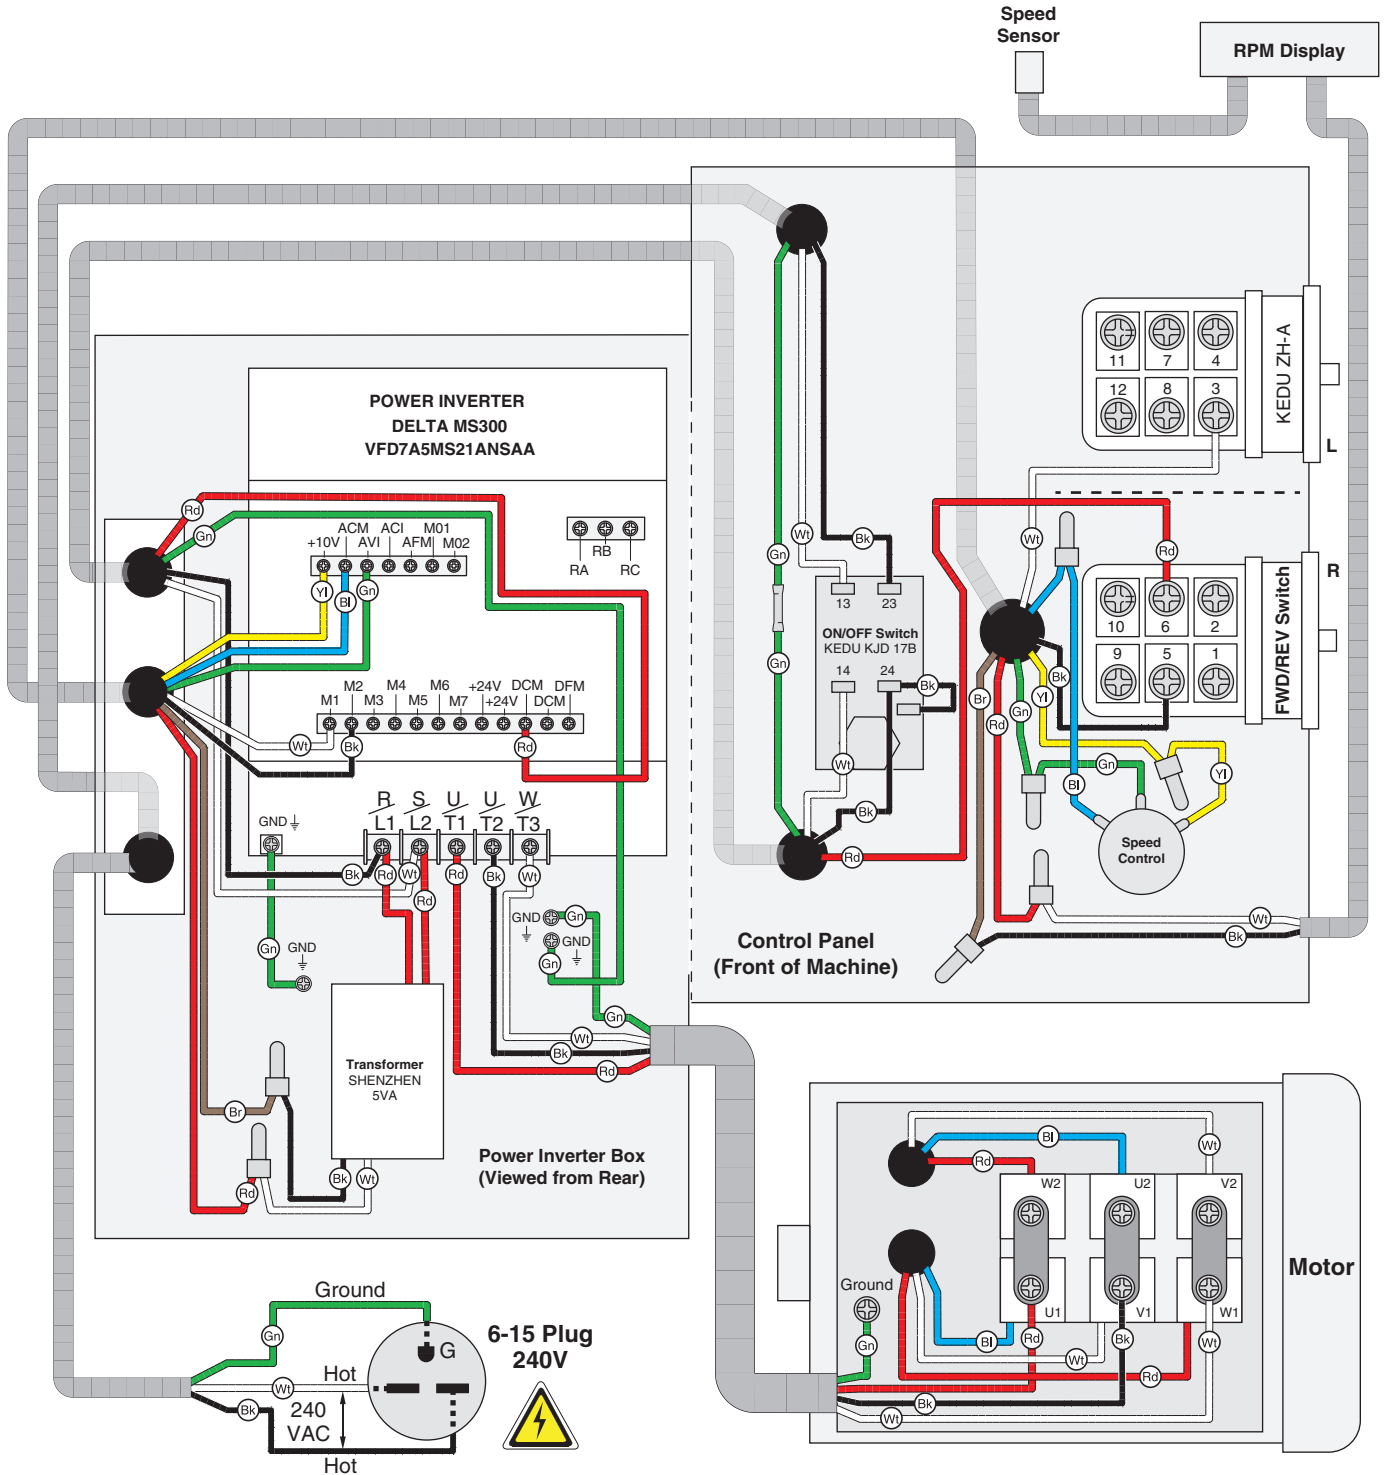 Speed
Sensor
RPM Display
POWER INVERTER
DELTA MS300
VFD7A5MS21ANSAA
Rd
Gn
ACM ACI M01
+10V AVI AFM M02
Yl
Bl
Gn
RB
RA RC
M2 M4 M6 +24V DCM DFM
M1 M3 M5 M7 +24V DCM
Wt
Bk
Rd
R S U U W
L1 L2 T1 T2 T3
GND
Bk
Rd
Wt
Rd
Rd
Bk
Wt
GND
Gn
GND
Gn
Gn
GND
Gn
Wt
Bk
Rd
Transformer
SHENZHEN
5VA
Br
Rd
Bk
Wt
Power Inverter Box
(Viewed from Rear)
Gn
Wt
Bk
13 23
ON/OFF Switch
KEDU KJD 17B
14 24
Bk
Gn
Wt
Bk
Rd
11 7 4
12 8 3
KEDU ZH-A
L
Wt
Rd
R
10 6 2
9 5 1
FWD/REV Switch
Bk
Br
Gn
Yl
Rd
Gn
Bl
Yl
Speed
Control
Wt
Bk
Control Panel
(Front of Machine)
Ground
Gn
G
6-15 Plug
240V
Hot
Wt
Bk
240
VAC
Hot
Wt
Bl
Rd
W2 U2 V2
Motor
Ground
U1 V1 W1
Gn
Bl
Rd
Bk
Wt
Wt
Rd
Bk
Wt